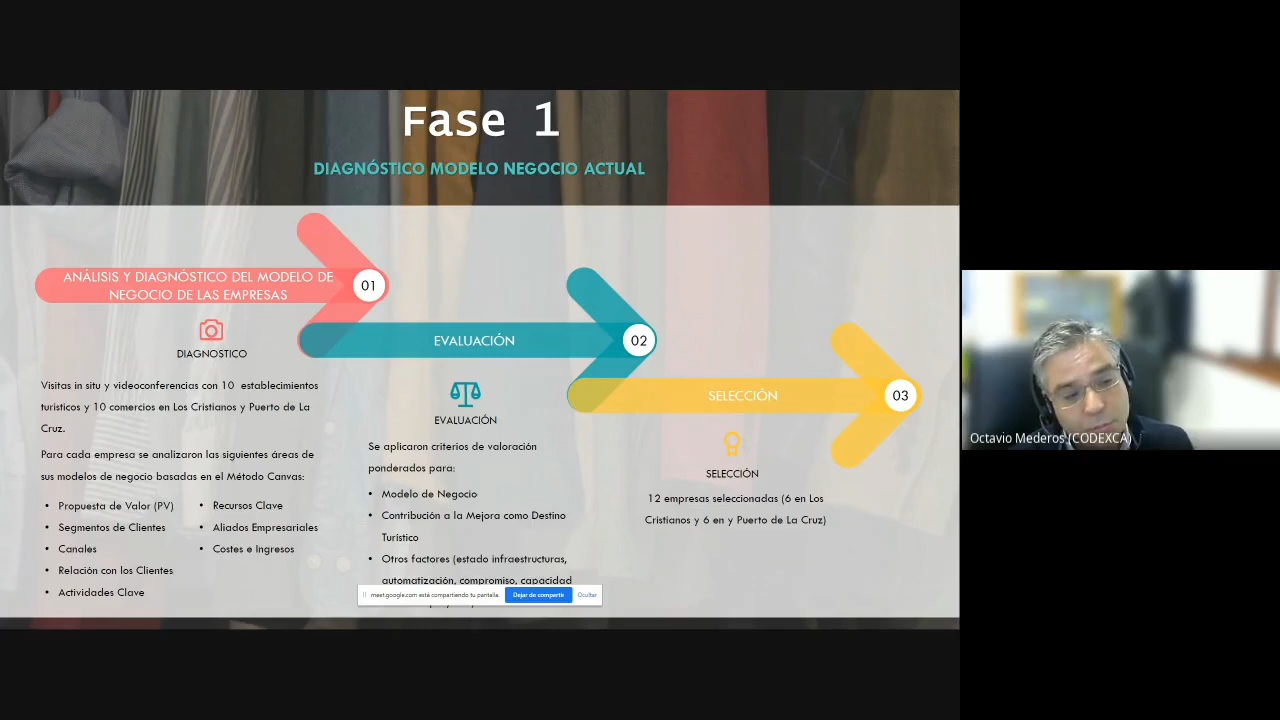 Fase 1
DIAGNÓSTICO MODELO NEGOCIO ACTUAL
ANÁLISIS Y DIAGNÓSTICO DEL MODELO DE
NEGOCIO DE LAS EMPRESAS
01
DIAGNOSTICO
Visitas in situ y videoconferencias con 10 establecimientos
turisticos y 10 comercios en Los Cristianos y Puerto de La
Cruz.
Para cada empresa se analizaron las siguientes áreas de
sus modelos de negocio basadas en el Método Canvas:
• Propuesta de Valor (PV)
• Segmentos de Clientes
• Canales
• Relación con los Clientes
• Actividades Clave
• Recursos Clave
• Aliados Empresariales
• Costes e Ingresos
EVALUACIÓN
02
EVALUACIÓN
Se aplicaron criterios de valoración
ponderados para:
• Modelo de Negocio
• Contribución a la Mejora como Destino
Turístico
• Otros factores (estado infraestructuras,
automatización, compromiso, capacidad
SELECCIÓN
03
SELECCIÓN
12 empresas seleccionadas (6 en Los
Cristianos y 6 en y Puerto de La Cruz)
meet.google.com está compartiendo tu pantalla.
Dejar de compartir
Ocultar
Octavio Mederos (CODEXCA)